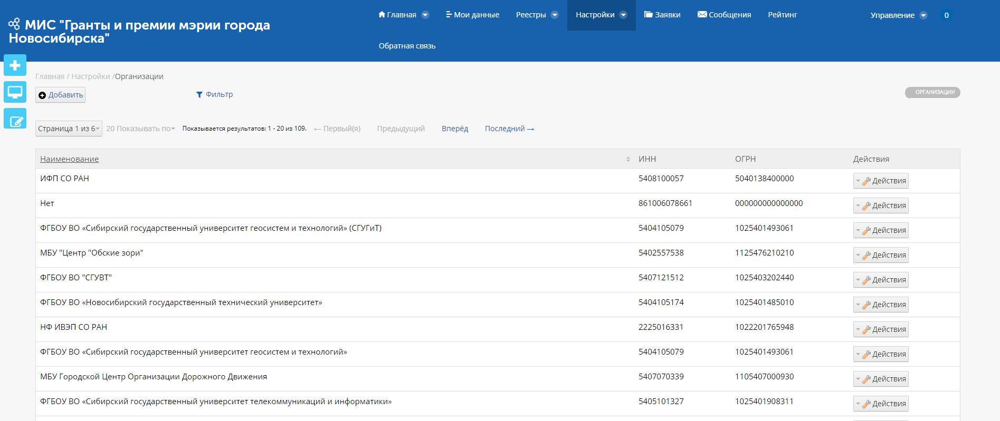 МИС "Гранты и премии мэрии города
Новосибирска"
Главная
Мои данные
Реестры
Настройки
Заявки
Сообщения
Рейтинг
Управление
0
Обратная связь
Главная / Настройки /Организации
Добавить
Фильтр
ОРГАНИЗАЦИИ
Страница 1 из 6 20 Показывать по Показывается результатов: 1 - 20 из 109. ← Первый(я) Предыдущий Вперёд Последний →
Наименование ИНН ОГРН Действия
ИФП СО РАН 5408100057 5040138400000 Действия
Нет 861006078661 000000000000000 Действия
ФГБОУ ВО «Сибирский государственный университет геосистем и технологий» (СГУГиТ) 5404105079 1025401493061 Действия
МБУ "Центр "Обские зори" 5402557538 1125476210210 Действия
ФГБОУ ВО "СГУВТ" 5407121512 1025403202440 Действия
ФГБОУ ВО «Новосибирский государственный технический университет» 5404105174 1025401485010 Действия
НФ ИВЭП СО РАН 2225016331 1022201765948 Действия
ФГБОУ ВО «Сибирский государственный университет геосистем и технологий» 5404105079 1025401493061 Действия
МБУ Городской Центр Организации Дорожного Движения 5407070339 1105407000930 Действия
ФГБОУ ВО «Сибирский государственный университет телекоммуникаций и информатики» 5405101327 1025401908311 Действия